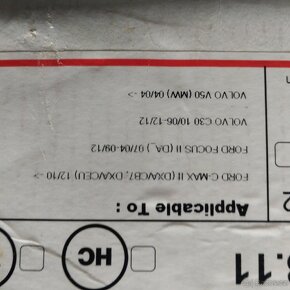 3.11
HC
Applicable To :
FORD C-MAX II (DXA/CB7, DXA/CEU) 12/10 ->
FORD FOCUS II (DA_) 07/04-09/12
VOLVO C30 10/06-12/12
VOLVO V50 (MW) 04/04 ->